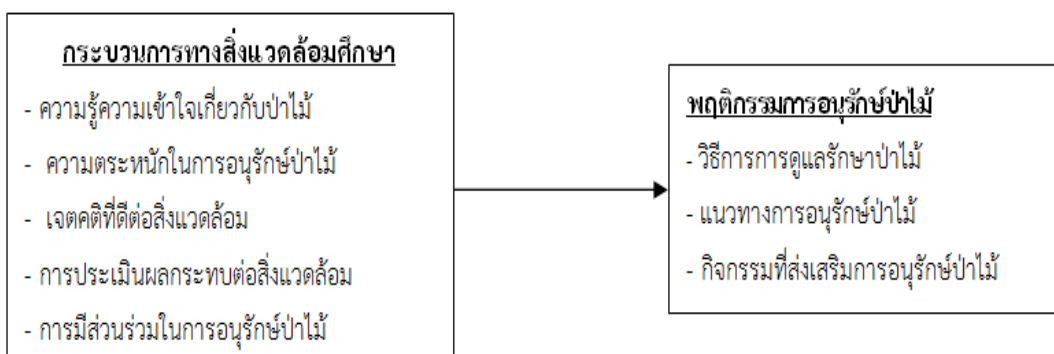 กระบวนการทางสิ่งแวดล้อมศึกษา
- ความรู้ความเข้าใจเกี่ยวกับป่าไม้
- ความตระหนักในการอนุรักษ์ป่าไม้
- เจตคติที่ดีต่อสิ่งแวดล้อม
- การประเมินผลกระทบต่อสิ่งแวดล้อม
- การมีส่วนร่วมในการอนุรักษ์ป่าไม้
พฤติกรรมการอนุรักษ์ป่าไม้
- วิธีการการดูแลรักษาป่าไม้
- แนวทางการอนุรักษ์ป่าไม้
- กิจกรรมที่ส่งเสริมการอนุรักษ์ป่าไม้